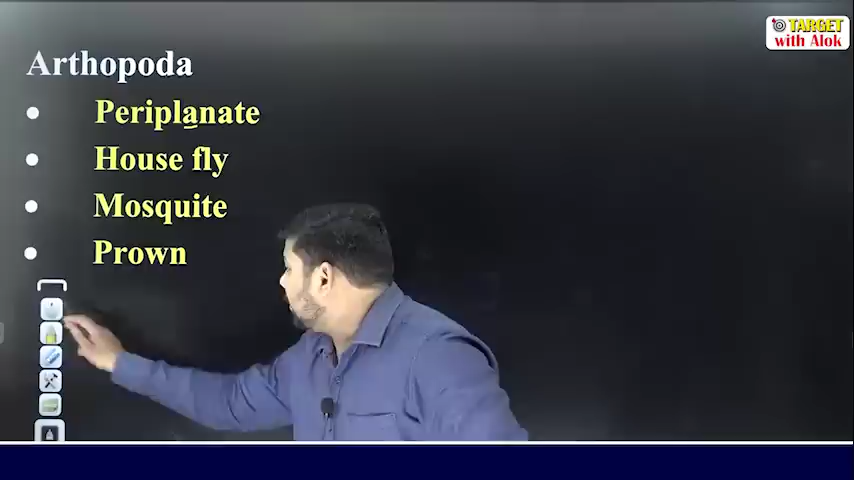 TARGET
with Alok
Arthopoda
• Periplanate
• House fly
• Mosquite
• Prown